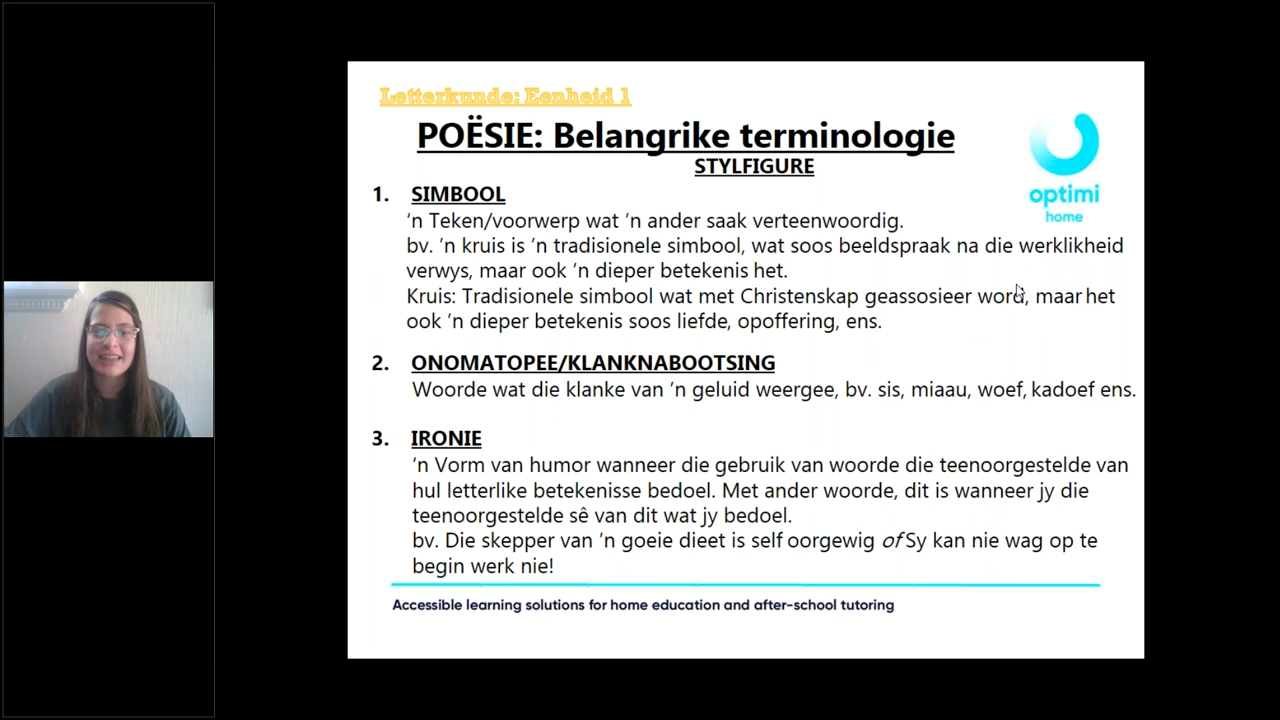 Letterkunde: Eenheid 1
POËSIE: Belangrike terminologie
STYLFIGURE
optimi
home
1. SIMBOOL
‘n Teken/voorwerp wat ’n ander saak verteenwoordig.
bv. ’n kruis is ’n tradisionele simbool, wat soos beeldspraak na die werklikheid
verwys, maar ook ’n dieper betekenis het.
Kruis: Tradisionele simbool wat met Christenskap geassosieer word, maar het
ook ’n dieper betekenis soos liefde, opoffering, ens.
2. ONOMATOPEE/KLANKNABOOTSING
Woorde wat die klanke van ’n geluid weergee, bv. sis, miaau, woef, kadoef ens.
3. IRONIE
‘n Vorm van humor wanneer die gebruik van woorde die teenoorgestelde van
hul letterlike betekenisse bedoel. Met ander woorde, dit is wanneer jy die
teenoorgestelde sê van dit wat jy bedoel.
bv. Die skepper van ’n goeie dieet is self oorgewig of Sy kan nie wag op te
begin werk nie!
Accessible learning solutions for home education and after-school tutoring